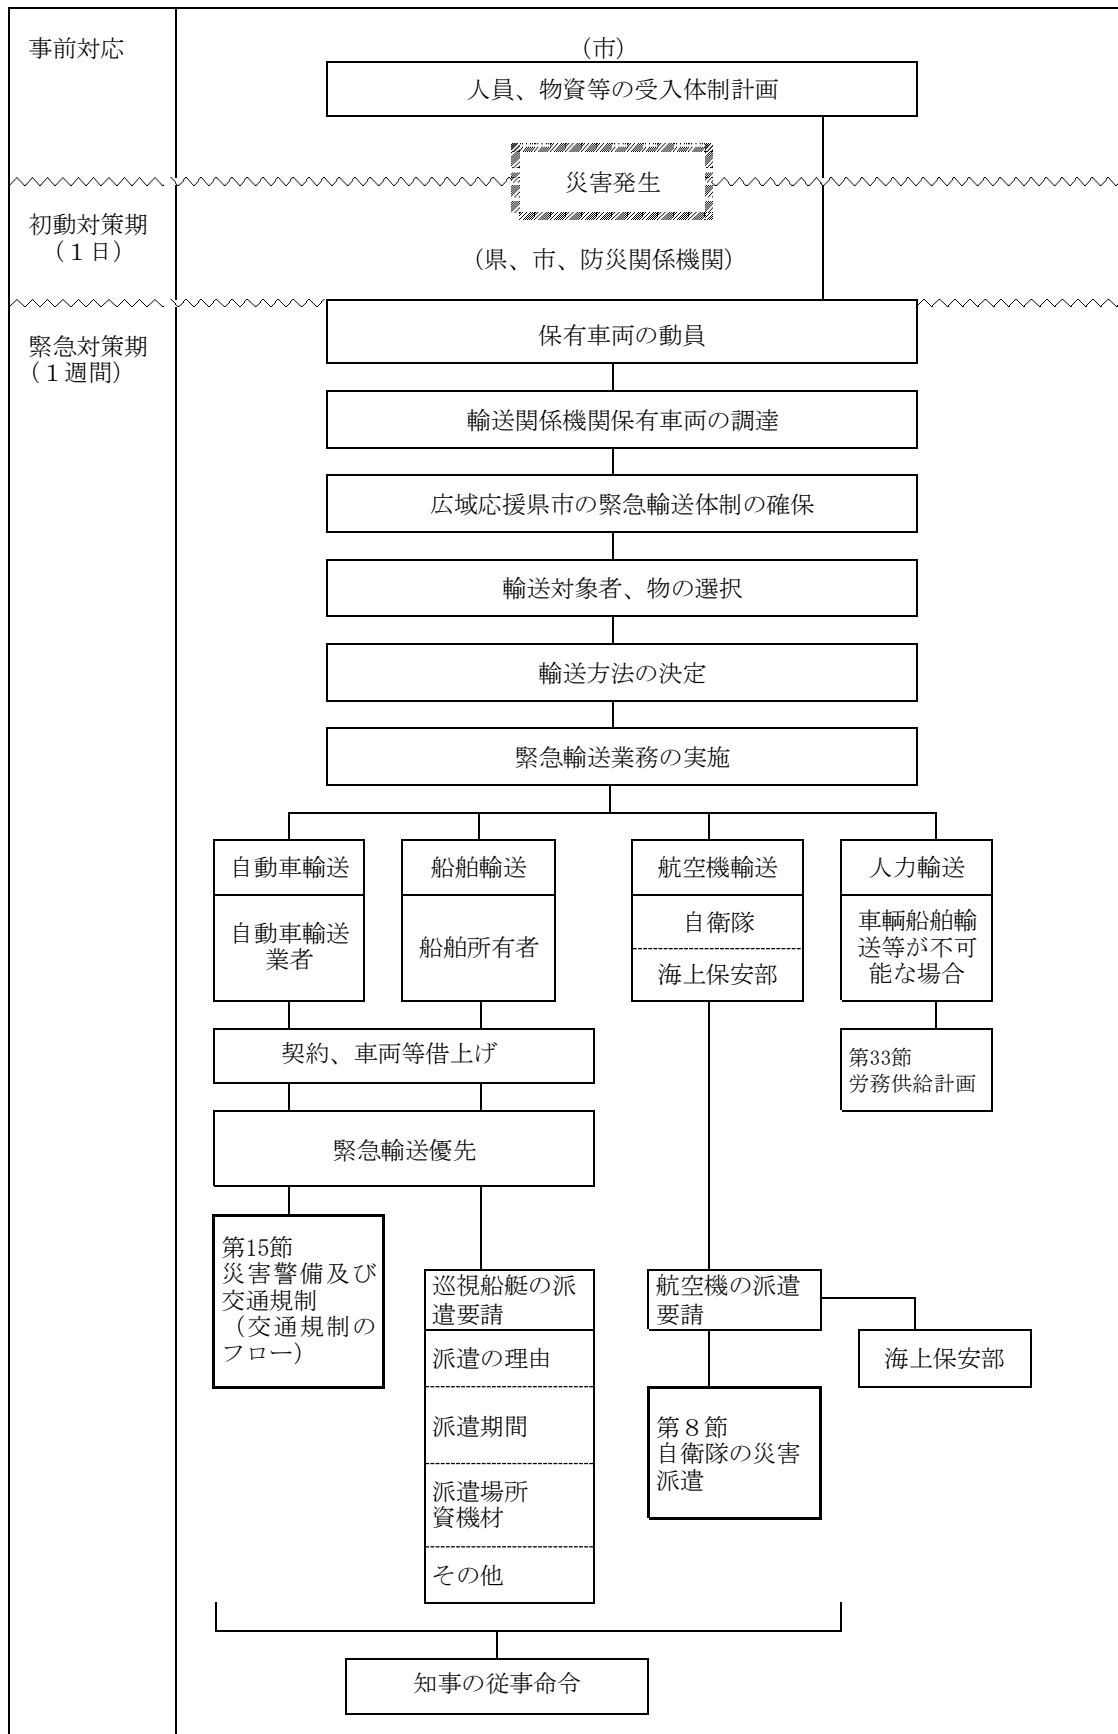 事前対応
（市）
人員、物資等の受入体制計画
災害発生
初動対策期
（１日）
（県、市、防災関係機関）
緊急対策期
（１週間）
保有車両の動員
輸送関係機関保有車両の調達
広域応援県市の緊急輸送体制の確保
輸送対象者、物の選択
輸送方法の決定
緊急輸送業務の実施
自動車輸送
自動車輸送
業者
船舶輸送
船舶所有者
航空機輸送
自衛隊
海上保安部
人力輸送
車輌船舶輸
送等が不可
能な場合
契約、車両等借上げ
第33節
労務供給計画
緊急輸送優先
第15節
災害警備及び
交通規制
（交通規制の
フロー）
巡視船艇の派
遣要請
派遣の理由
派遣期間
派遣場所
資機材
その他
航空機の派遣
要請
海上保安部
第８節
自衛隊の災害
派遣
知事の従事命令